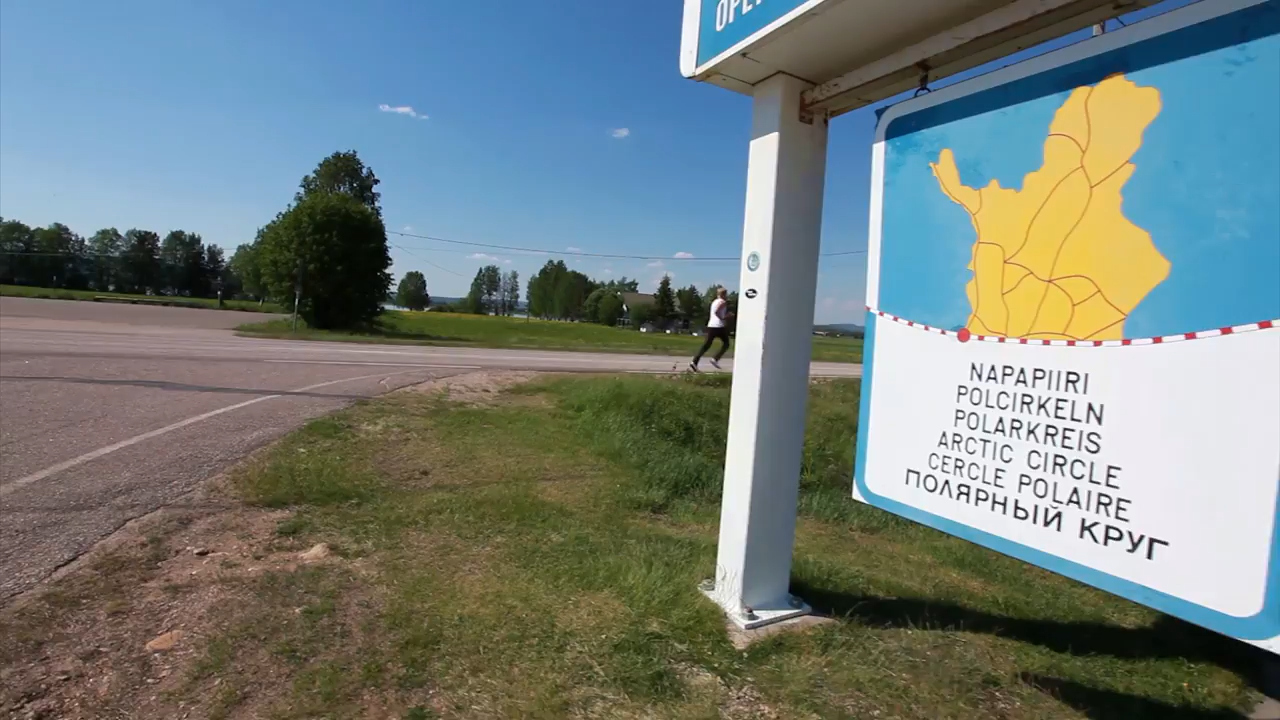 NAPAPIIRI
POLCIRKELN
POLARKREIS
ARCTIC CIRCLE
CERCLE POLAIRE
ПОЛЯРНЫЙ КРУГ